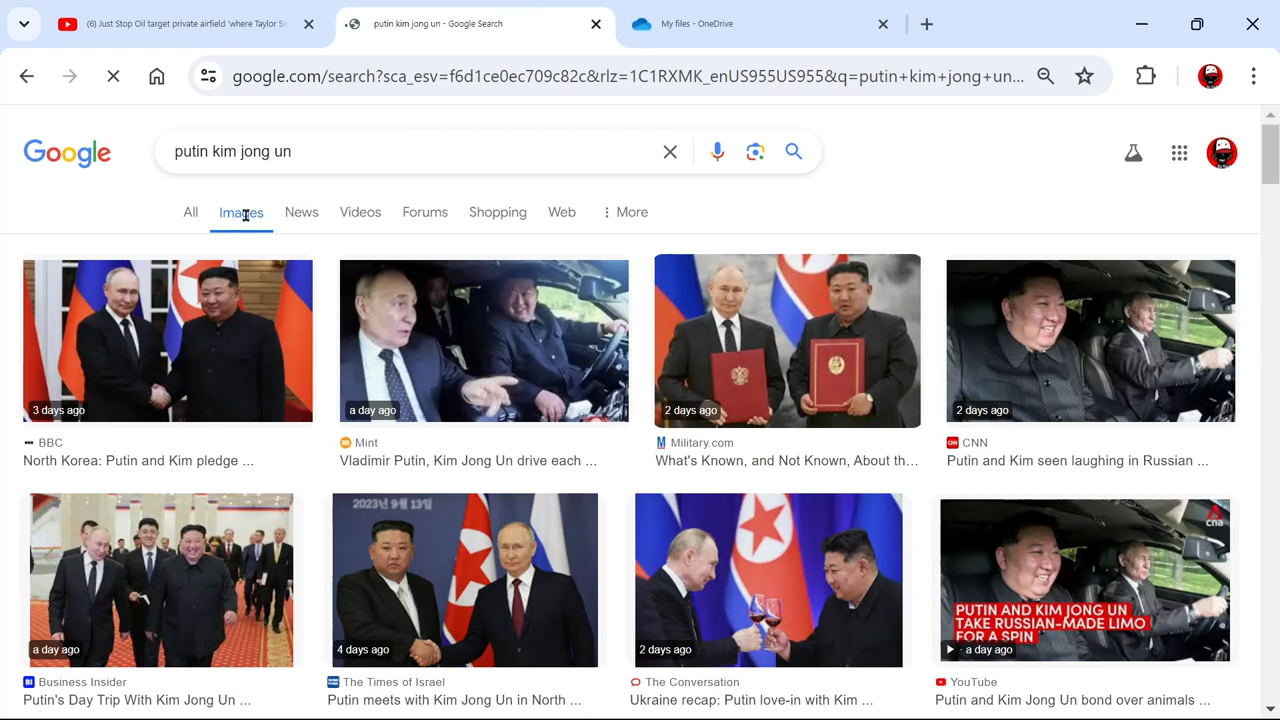 (6) Just Stop Oil target private airfield 'where Taylor Sw
putin kim jong un - Google Search
My files - OneDrive
google.com/search?sca_esv=f6d1ce0ec709c82c&rlz=1C1RXMK_enUS955US955&q=putin+kim+jong+un...
Google
putin kim jong un
All Images News Videos Forums Shopping Web More
3 days ago
a day ago
2 days ago
2 days ago
BBC
Mint
Military.com
CNN
CNN
North Korea: Putin and Kim pledge ...
Vladimir Putin, Kim Jong Un drive each ...
What's Known, and Not Known, About th...
Putin and Kim seen laughing in Russian ...
2023년 9월 13일
cna
PUTIN AND KIM JONG UN
TAKE RUSSIAN-MADE LIMO
FOR A SPIN
a day ago
4 days ago
2 days ago
a day ago
BI
Business Insider
The Times of Israel
The Conversation
YouTube
Putin's Day Trip With Kim Jong Un ...
Putin meets with Kim Jong Un in North ...
Ukraine recap: Putin love-in with Kim ...
Putin and Kim Jong Un bond over animals ...